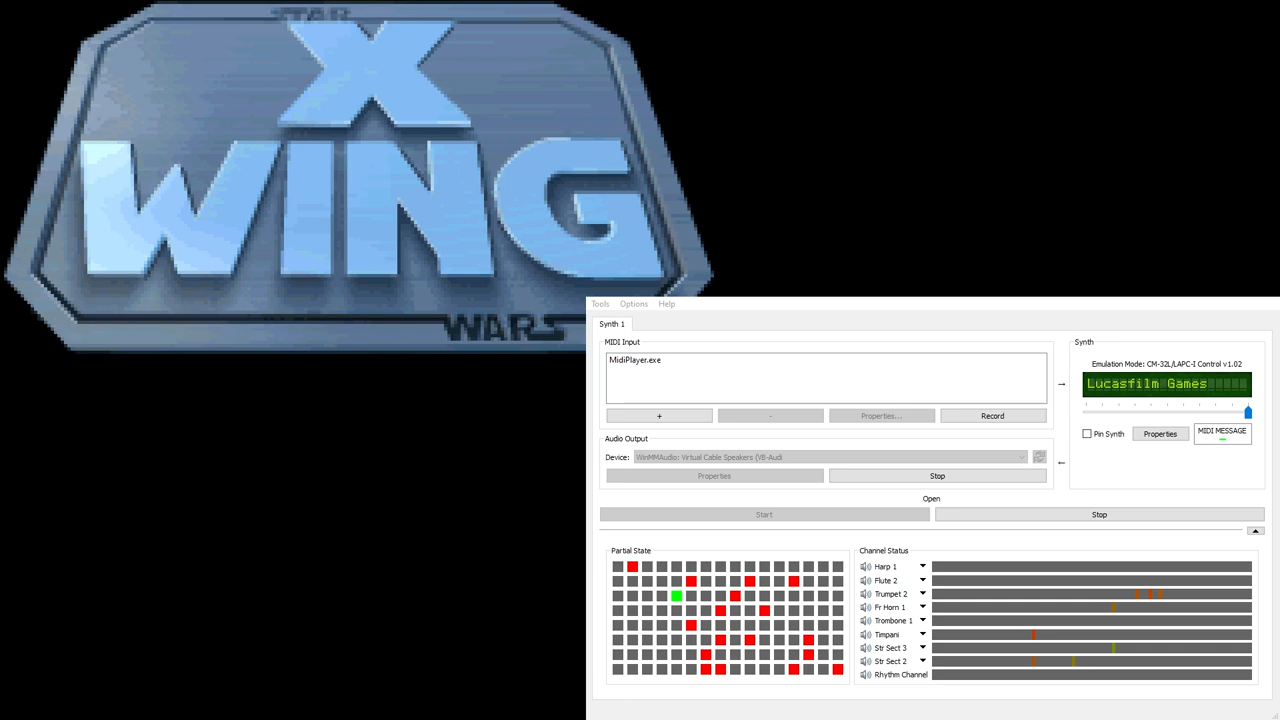 STAR
X
WING
WARS
Tools Options Help
Synth 1
MIDI Input
MidiPlayer.exe
+ - Properties... Record
Audio Output
Device: WinMMAudio: Virtual Cable Speakers (VB-Audi
Properties Stop
Synth
Emulation Mode: CM-32L/LAPC-I Control v1.02
Lucasfilm Games
Pin Synth Properties MIDI MESSAGE
Open
Start Stop
Partial State
Channel Status
Harp 1
Flute 2
Trumpet 2
Fr Horn 1
Trombone 1
Timpani
Str Sect 3
Str Sect 2
Rhythm Channel